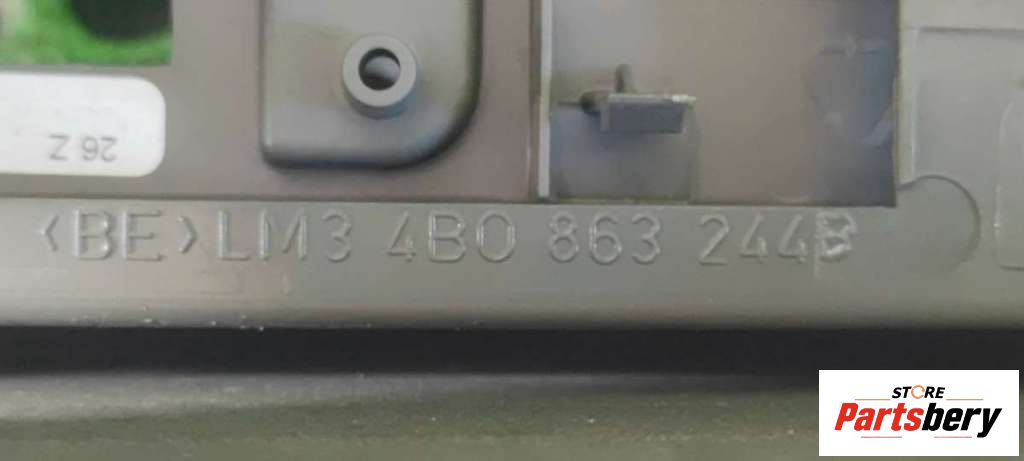 26 Z
<BE>LM3 4B0 863 244B
STORE
Partsbery